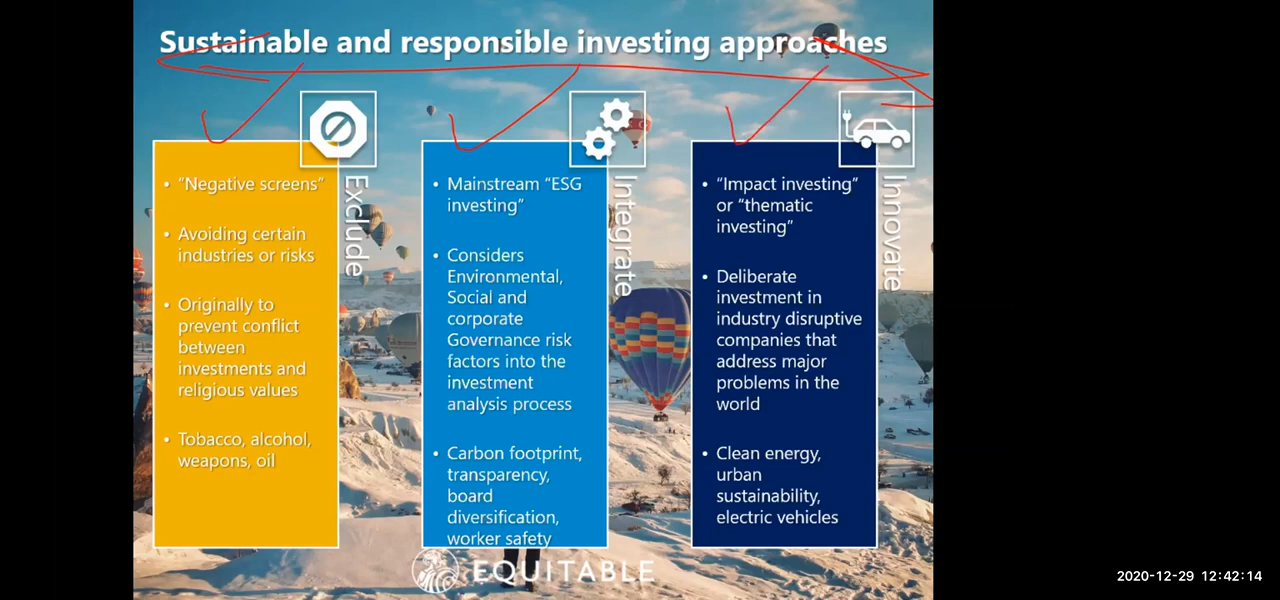 Sustainable and responsible investing approaches
• "Negative screens"
• Avoiding certain
industries or risks
• Originally to
prevent conflict
between
investments and
religious values
• Tobacco, alcohol,
weapons, oil
Exclude
• Mainstream "ESG
investing"
• Considers
Environmental,
Social and
corporate
Governance risk
factors into the
investment
analysis process
• Carbon footprint,
transparency,
board
diversification,
worker safety
Integrate
• "Impact investing"
or "thematic
investing"
• Deliberate
investment in
industry disruptive
companies that
address major
problems in the
world
• Clean energy,
urban
sustainability,
electric vehicles
Innovate
EQUITABLE
2020-12-29 12:42:14